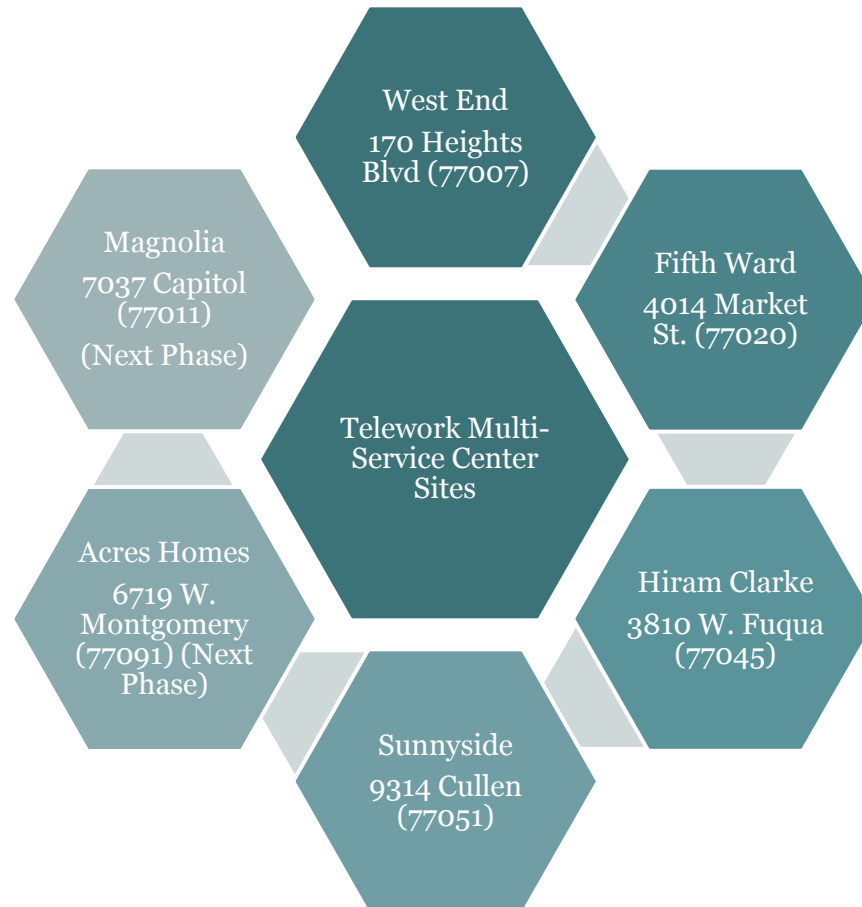 West End
170 Heights
Blvd (77007)
Fifth Ward
4014 Market
St. (77020)
Hiram Clarke
3810 W. Fuqua
(77045)
Sunnyside
9314 Cullen
(77051)
Acres Homes
6719 W.
Montgomery
(77091) (Next
Phase)
Magnolia
7037 Capitol
(77011)
(Next Phase)
Telework Multi-
Service Center
Sites